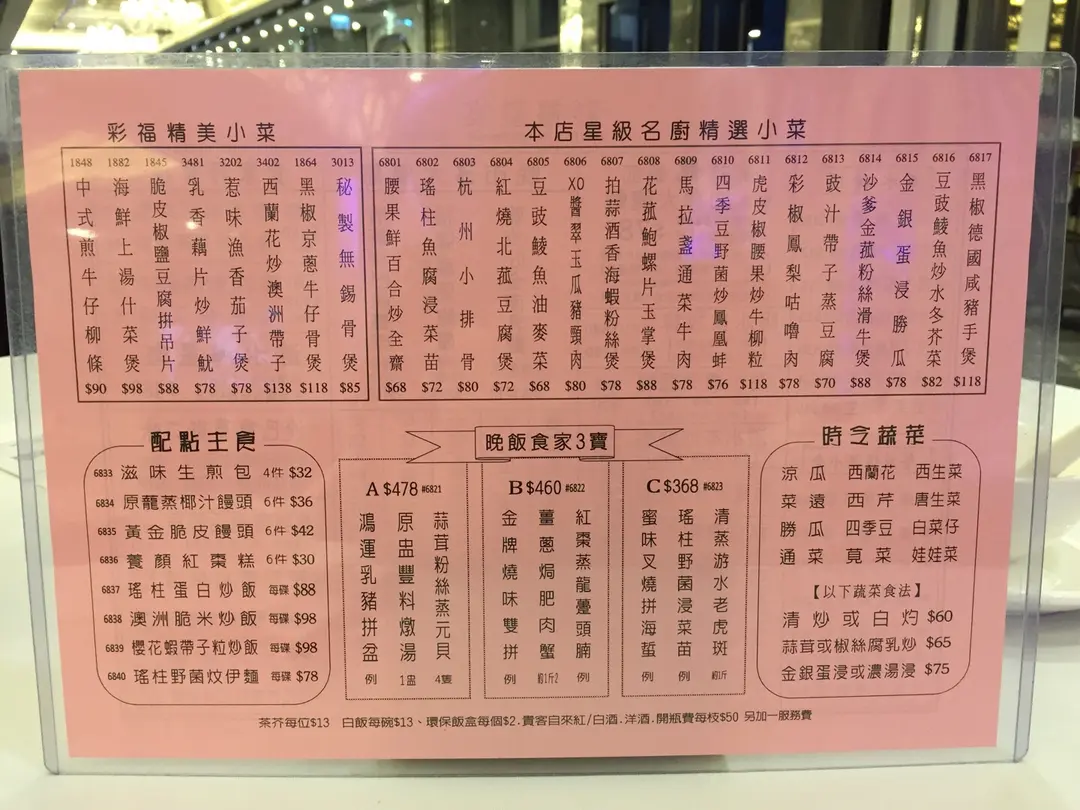 彩福精美小菜
1848 中式煎牛仔柳條 $90
1882 海鮮上湯什菜煲 $98
1845 脆皮椒鹽豆腐拼吊片 $88
3481 乳香藕片炒鮮魷 $78
3202 惹味漁香茄子煲 $78
3402 西蘭花炒澳洲帶子 $138
1864 黑椒京蔥牛仔骨煲 $118
3013 秘製無錫骨煲 $85
本店星級名廚精選小菜
6801 腰果鮮百合炒全齋 $68
6802 瑤柱魚腐浸菜苗 $72
6803 杭州小排骨 $80
6804 紅燒北菰豆腐煲 $72
6805 豆豉鯪魚油麥菜 $68
6806 XO醬翠玉瓜豬頸肉 $80
6807 拍蒜酒香海蝦粉絲煲 $78
6808 花菰鮑螺片玉掌煲 $88
6809 馬拉盞通菜牛肉 $78
6810 四季豆野菌炒鳳凰蚌 $76
6811 虎皮椒腰果炒牛柳粒 $118
6812 彩椒鳳梨咕嚕肉 $78
6813 豉汁帶子蒸豆腐 $70
6814 沙爹金菰粉絲滑牛煲 $88
6815 金銀蛋浸勝瓜 $78
6816 豆豉鯪魚炒水冬芥菜 $82
6817 黑椒德國咸豬手煲 $118
配點主食
6833 滋味生煎包 4件 $32
6834 原籠蒸椰汁饅頭 6件 $36
6835 黃金脆皮饅頭 6件 $42
6836 養顏紅棗糕 6件 $30
6837 瑤柱蛋白炒飯 每碟 $88
6838 澳洲脆米炒飯 每碟 $98
6839 櫻花蝦帶子粒炒飯 每碟 $98
6840 瑤柱野菌炆伊麵 每碟 $78
晚飯食家3寶
A $478 #6821
鴻運乳豬拼盆 例
原盅豐料燉湯 1盅
蒜茸粉絲蒸元貝 4隻
B $460 #6822
金牌燒味雙拼 例
薑蔥焗肥肉蟹 約1斤2
紅棗蒸龍躉頭腩 例
C $368 #6823
蜜味叉燒拼海蜇 例
瑤柱野菌浸菜苗 例
清蒸游水老虎斑 約1斤
時令蔬菜
涼瓜 西蘭花 西生菜
菜遠 西芹 唐生菜
勝瓜 四季豆 白菜仔
通菜 莧菜 娃娃菜
【以下蔬菜食法】
清炒或白灼 $60
蒜茸或椒絲腐乳炒 $65
金銀蛋浸或濃湯浸 $75
茶芥每位$13 白飯每碗$13、環保飯盒每個$2.貴客自來紅/白酒.洋酒.開瓶費每枝$50 另加一服務費